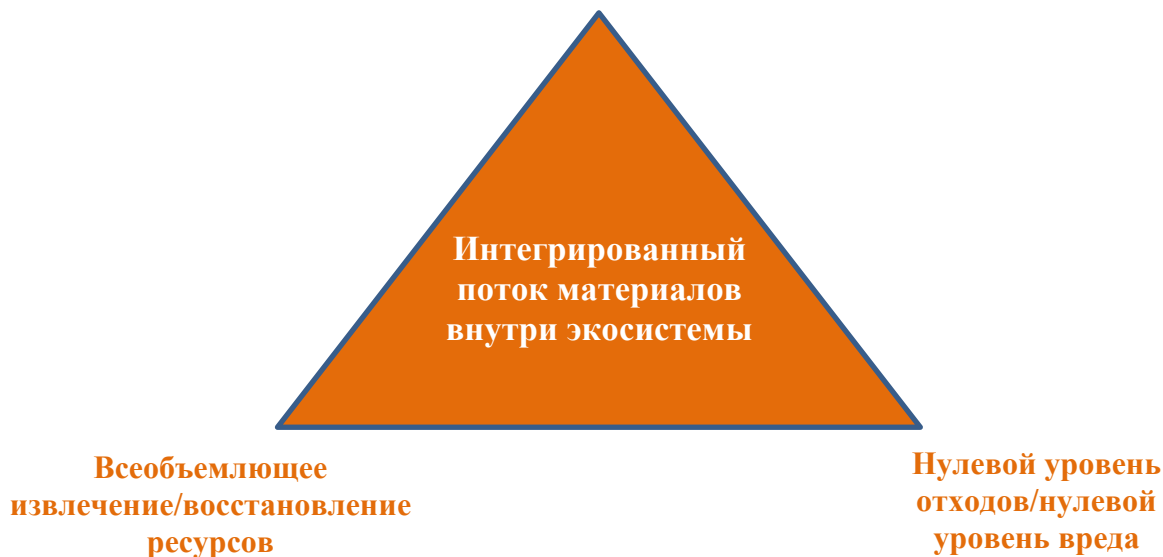 Интегрированный
поток материалов
внутри экосистемы
Всеобъемлющее
извлечение/восстановление
ресурсов
Нулевой уровень
отходов/нулевой
уровень вреда